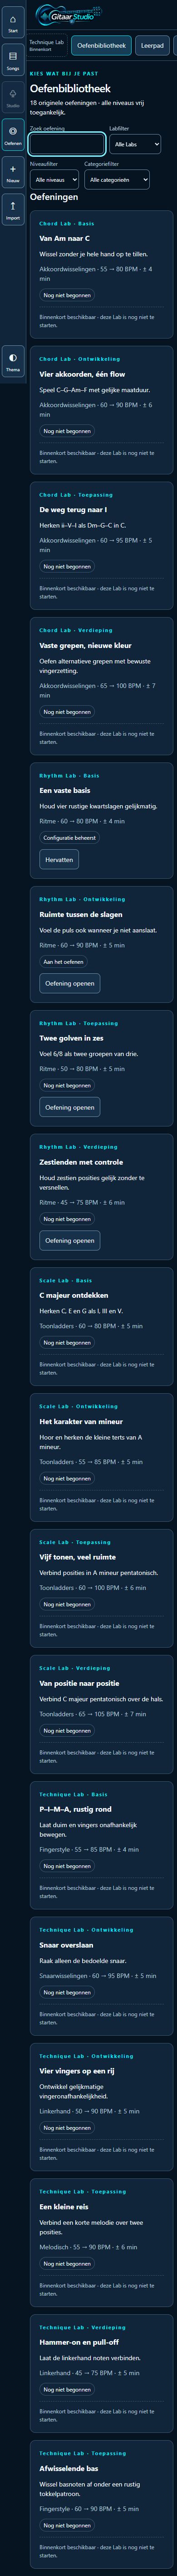 Gitaar Studio
Start
Songs
Studio
Oefenen
Nieuw
Import
Theme
Technique Lab
Binnenkort
Oefenbibliotheek
Leerpad
KIES WAT BIJ JE PAST
Oefenbibliotheek
18 originele oefeningen · alle niveaus vrij
toegankelijk.
Zoek oefening
Labfilter
Alle Labs
Niveaufilter
Categoriefilter
Alle niveaus
Alle categorieën
Oefeningen
Chord Lab · Basis
Van Am naar C
Wissel zonder je hele hand op te tillen.
Akkoordwisselingen · 55 → 80 BPM · ± 4
min
Nog niet begonnen
Binnenkort beschikbaar · deze Lab is nog niet te
starten.
Chord Lab · Ontwikkeling
Vier akkoorden, één flow
Speel C–G–Am–F met gelijke maatduur.
Akkoordwisselingen · 60 → 90 BPM · ± 6
min
Nog niet begonnen
Binnenkort beschikbaar · deze Lab is nog niet te
starten.
Chord Lab · Toepassing
De weg terug naar I
Herken ii–V–I als Dm–G–C in C.
Akkoordwisselingen · 60 → 95 BPM · ± 5
min
Nog niet begonnen
Binnenkort beschikbaar · deze Lab is nog niet te
starten.
Chord Lab · Verdieping
Vaste grepen, nieuwe kleur
Oefen alternatieve grepen met bewuste
vingerzetting.
Akkoordwisselingen · 65 → 100 BPM · ± 7
min
Nog niet begonnen
Binnenkort beschikbaar · deze Lab is nog niet te
starten.
Rhythm Lab · Basis
Een vaste basis
Houd vier rustige kwartslagen gelijkmatig.
Ritme · 60 → 80 BPM · ± 4 min
Configuratie beheerst
Hervatten
Rhythm Lab · Ontwikkeling
Ruimte tussen de slagen
Voel de puls ook wanneer je niet aanslaat.
Ritme · 60 → 90 BPM · ± 5 min
Aan het oefenen
Oefening openen
Rhythm Lab · Toepassing
Twee golven in zes
Voel 6/8 als twee groepen van drie.
Ritme · 50 → 80 BPM · ± 5 min
Nog niet begonnen
Oefening openen
Rhythm Lab · Verdieping
Zestienden met controle
Houd zestien posities gelijk zonder te
versnellen.
Ritme · 45 → 75 BPM · ± 6 min
Nog niet begonnen
Oefening openen
Scale Lab · Basis
C majeur ontdekken
Herken C, E en G als I, III en V.
Toonladders · 60 → 80 BPM · ± 5 min
Nog niet begonnen
Binnenkort beschikbaar · deze Lab is nog niet te
starten.
Scale Lab · Ontwikkeling
Het karakter van mineur
Hoor en herken de kleine terts van A
mineur.
Toonladders · 55 → 85 BPM · ± 5 min
Nog niet begonnen
Binnenkort beschikbaar · deze Lab is nog niet te
starten.
Scale Lab · Toepassing
Vijf tonen, veel ruimte
Verbind posities in A mineur pentatonisch.
Toonladders · 60 → 100 BPM · ± 6 min
Nog niet begonnen
Binnenkort beschikbaar · deze Lab is nog niet te
starten.
Scale Lab · Verdieping
Van positie naar positie
Verbind C majeur pentatonisch over de hals.
Toonladders · 65 → 105 BPM · ± 7 min
Nog niet begonnen
Binnenkort beschikbaar · deze Lab is nog niet te
starten.
Technique Lab · Basis
P–I–M–A, rustig rond
Laat duim en vingers onafhankelijk
bewegen.
Fingerstyle · 55 → 85 BPM · ± 4 min
Nog niet begonnen
Binnenkort beschikbaar · deze Lab is nog niet te
starten.
Technique Lab · Ontwikkeling
Snaar overslaan
Raak alleen de bedoelde snaar.
Snaarwisselingen · 60 → 95 BPM · ± 5 min
Nog niet begonnen
Binnenkort beschikbaar · deze Lab is nog niet te
starten.
Technique Lab · Ontwikkeling
Vier vingers op een rij
Ontwikkel gelijkmatige
vingeronafhankelijkheid.
Linkerhand · 50 → 90 BPM · ± 5 min
Nog niet begonnen
Binnenkort beschikbaar · deze Lab is nog niet te
starten.
Technique Lab · Toepassing
Een kleine reis
Verbind een korte melodie over twee
posities.
Melodisch · 55 → 90 BPM · ± 6 min
Nog niet begonnen
Binnenkort beschikbaar · deze Lab is nog niet te
starten.
Technique Lab · Verdieping
Hammer-on en pull-off
Laat de linkerhand noten verbinden.
Linkerhand · 45 → 75 BPM · ± 5 min
Nog niet begonnen
Binnenkort beschikbaar · deze Lab is nog niet te
starten.
Technique Lab · Toepassing
Afwisselende bas
Wissel basnoten af onder een rustig
tokkelpatroon.
Fingerstyle · 60 → 90 BPM · ± 5 min
Nog niet begonnen
Binnenkort beschikbaar · deze Lab is nog niet te
starten.